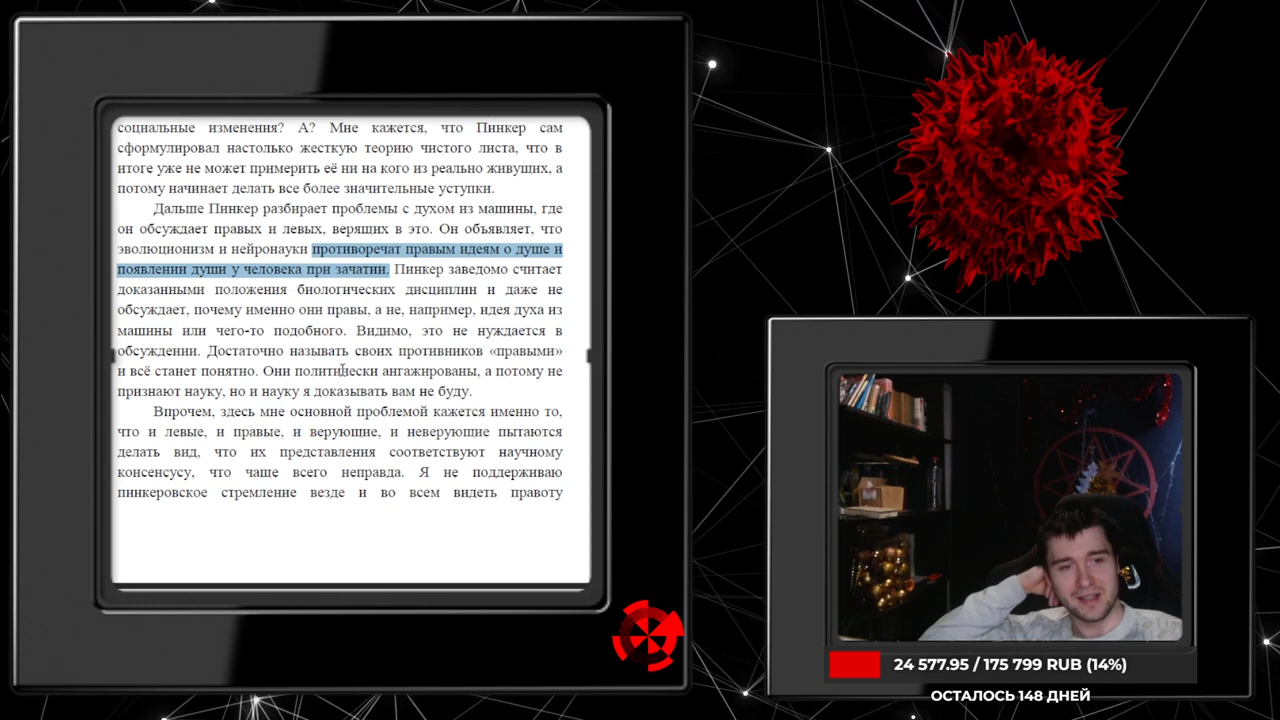 социальные изменения? А? Мне кажется, что Пинкер сам
сформулировал настолько жесткую теорию чистого листа, что в
итоге уже не может примерить её ни на кого из реально живущих, а
потому начинает делать все более значительные уступки.
Дальше Пинкер разбирает проблемы с духом из машины, где
он обсуждает правых и левых, верящих в это. Он объявляет, что
эволюционизм и нейронауки противоречат правым идеям о душе и
появлении души у человека при зачатии. Пинкер заведомо считает
доказанными положения биологических дисциплин и даже не
обсуждает, почему именно они правы, а не, например, идея духа из
машины или чего-то подобного. Видимо, это не нуждается в
обсуждении. Достаточно называть своих противников «правыми»
и всё станет понятно. Они политически ангажированы, а потому не
признают науку, но и науку я доказывать вам не буду.
Впрочем, здесь мне основной проблемой кажется именно то,
что и левые, и правые, и верующие, и неверующие пытаются
делать вид, что их представления соответствуют научному
консенсусу, что чаще всего неправда. Я не поддерживаю
пинкеровское стремление везде и во всем видеть правоту
24 577.95 / 175 799 RUB (14%)
ОСТАЛОСЬ 148 ДНЕЙ